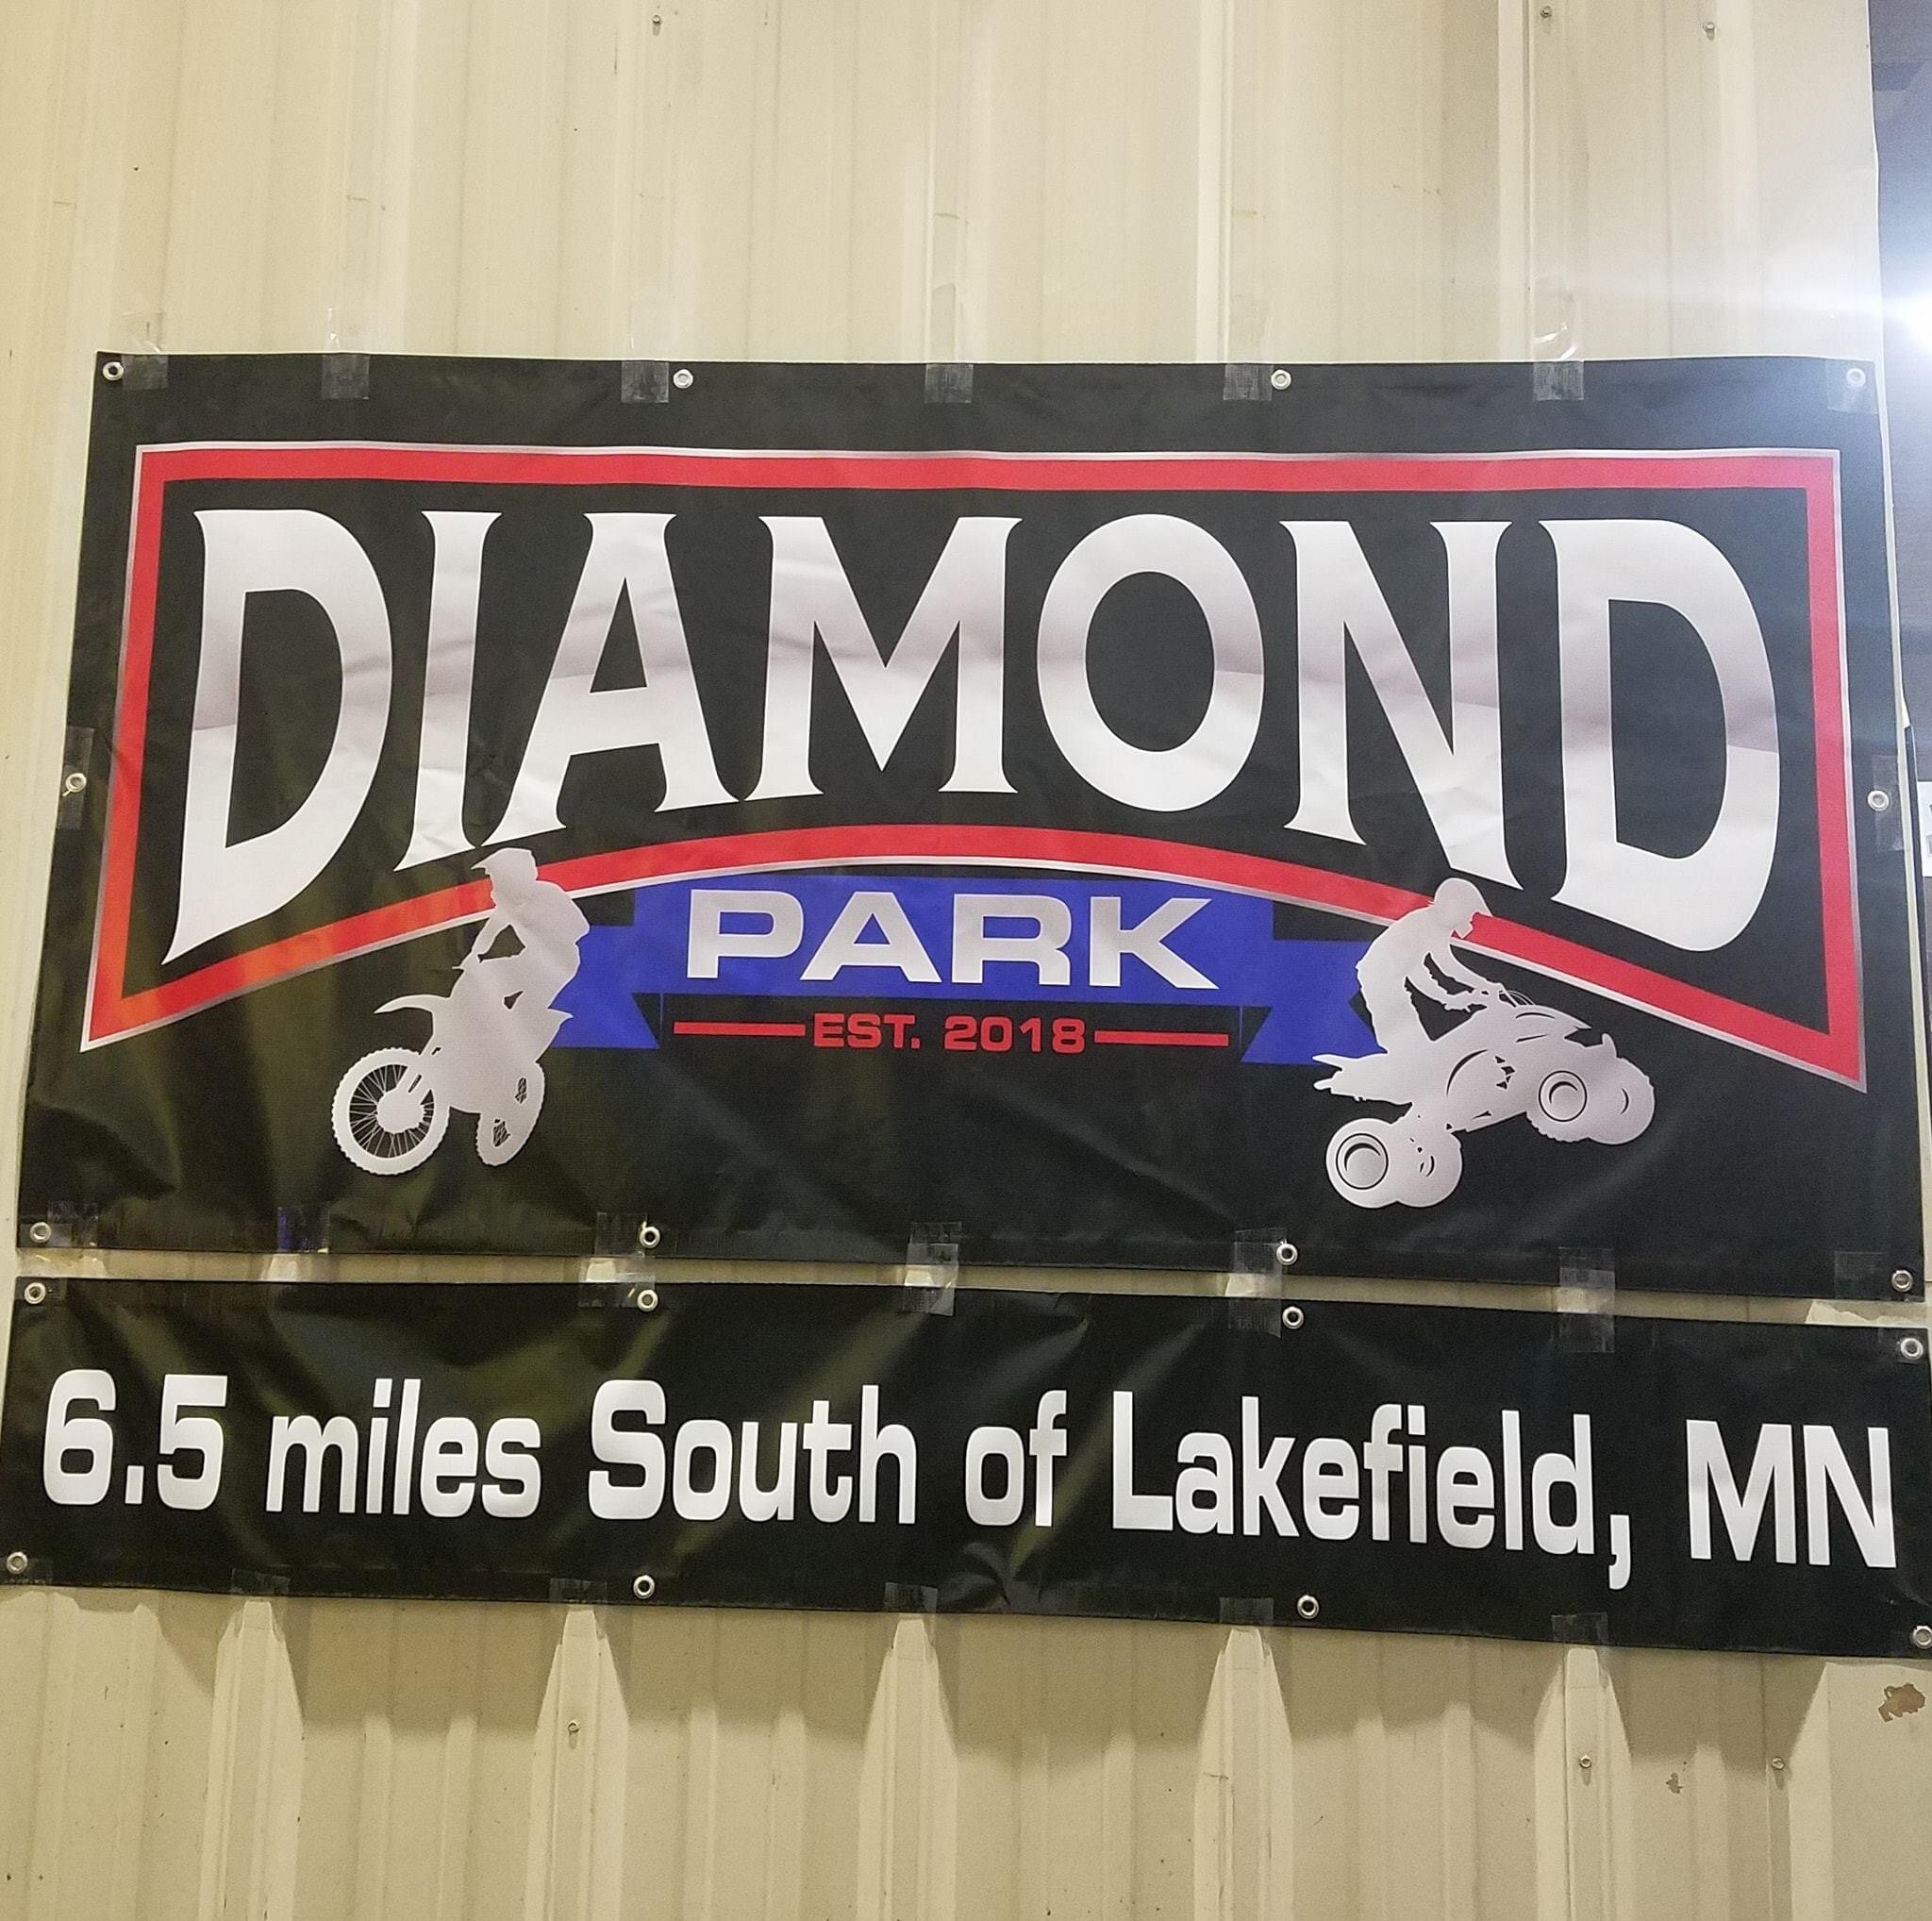 DIAMOND
PARK
EST. 2018
6.5 miles South of Lakefield, MN